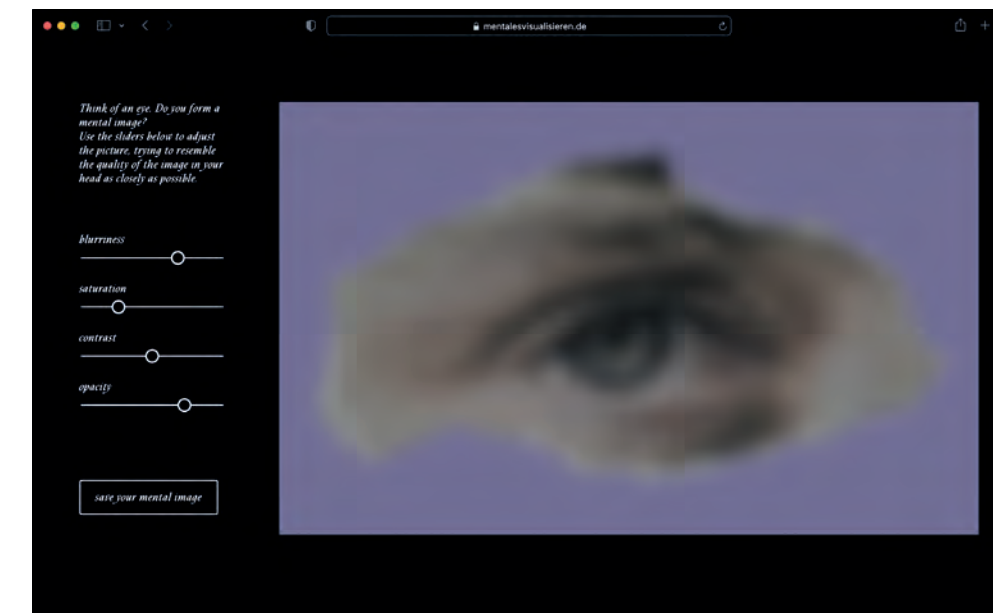 mentalesvisualisieren.de
Think of an eye. Do you form a
mental image?
Use the sliders below to adjust
the picture, trying to resemble
the quality of the image in your
head as closely as possible.
blurriness
saturation
contrast
opacity
save your mental image